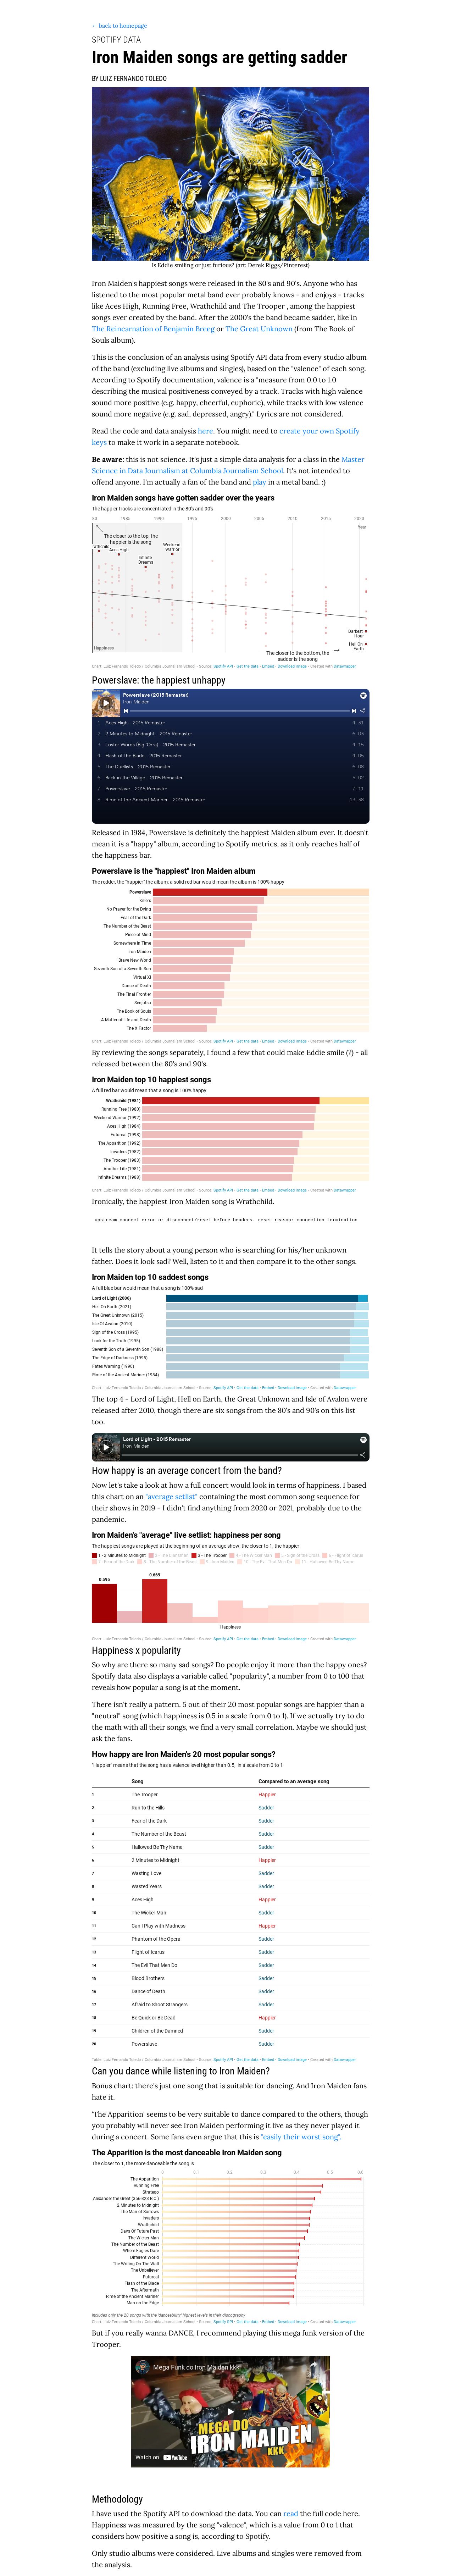 ← back to homepage
SPOTIFY DATA
Iron Maiden songs are getting sadder
BY LUIZ FERNANDO TOLEDO
Is Eddie smiling or just furious? (art: Derek Riggs/Pinterest)
Iron Maiden's happiest songs were released in the 80's and 90's. Anyone who has
listened to the most popular metal band ever probably knows - and enjoys - tracks
like Aces High, Running Free, Wratchchild and The Trooper , among the happiest
songs ever created by the band. After the 2000's the band became sadder, like in
The Reincarnation of Benjamin Breeg or The Great Unknown (from The Book of
Souls album).
This is the conclusion of an analysis using Spotify API data from every studio album
of the band (excluding live albums and singles), based on the "valence" of each song.
According to Spotify documentation, valence is a "measure from 0.0 to 1.0
describing the musical positiveness conveyed by a track. Tracks with high valence
sound more positive (e.g. happy, cheerful, euphoric), while tracks with low valence
sound more negative (e.g. sad, depressed, angry)." Lyrics are not considered.
Read the code and data analysis here. You might need to create your own Spotify
keys to make it work in a separate notebook.
Be aware: this is not science. It's just a simple data analysis for a class in the Master
Science in Data Journalism at Columbia Journalism School. It's not intended to
offend anyone. I'm actually a fan of the band and play in a metal band. :)
Iron Maiden songs have gotten sadder over the years
The happier tracks are concentrated in the 80's and 90's
80 1985 1990 1995 2000 2005 2010 2015 2020
Year
The closer to the top, the
happier is the song
Wrathchild Aces High
Infinite
Dreams
Weekend
Warrior
Darkest
Hour
Hell On
Earth
Happiness
The closer to the bottom, the
sadder is the song
Chart: Luiz Fernando Toledo / Columbia Journalism School • Source: Spotify API • Get the data • Embed • Download image • Created with Datawrapper
Powerslave: the happiest unhappy
Powerslave (2015 Remaster)
Iron Maiden
1 Aces High - 2015 Remaster 4:31
2 2 Minutes to Midnight - 2015 Remaster 6:03
3 Losfer Words (Big 'Orra) - 2015 Remaster 4:15
4 Flash of the Blade - 2015 Remaster 4:05
5 The Duellists - 2015 Remaster 6:08
6 Back in the Village - 2015 Remaster 5:02
7 Powerslave - 2015 Remaster 7:11
8 Rime of the Ancient Mariner - 2015 Remaster 13:38
Released in 1984, Powerslave is definitely the happiest Maiden album ever. It doesn't
mean it is a "happy" album, according to Spotify metrics, as it only reaches half of
the happiness bar.
Powerslave is the "happiest" Iron Maiden album
The redder, the "happier" the album; a solid red bar would mean the album is 100% happy
Powerslave
Killers
No Prayer for the Dying
Fear of the Dark
The Number of the Beast
Piece of Mind
Somewhere in Time
Iron Maiden
Brave New World
Seventh Son of a Seventh Son
Virtual XI
Dance of Death
The Final Frontier
Senjutsu
The Book of Souls
A Matter of Life and Death
The X Factor
Chart: Luiz Fernando Toledo / Columbia Journalism School • Source: Spotify API • Get the data • Embed • Download image • Created with Datawrapper
By reviewing the songs separately, I found a few that could make Eddie smile (?) - all
released between the 80's and 90's.
Iron Maiden top 10 happiest songs
A full red bar would mean that a song is 100% happy
Wrathchild (1981)
Running Free (1980)
Weekend Warrior (1992)
Aces High (1984)
Futureal (1998)
The Apparition (1992)
Invaders (1982)
The Trooper (1983)
Another Life (1981)
Infinite Dreams (1988)
Chart: Luiz Fernando Toledo / Columbia Journalism School • Source: Spotify API • Get the data • Embed • Download image • Created with Datawrapper
Ironically, the happiest Iron Maiden song is Wrathchild.
upstream connect error or disconnect/reset before headers. reset reason: connection termination
It tells the story about a young person who is searching for his/her unknown
father. Does it look sad? Well, listen to it and then compare it to the other songs.
Iron Maiden top 10 saddest songs
A full blue bar would mean that a song is 100% sad
Lord of Light (2006)
Hell On Earth (2021)
The Great Unknown (2015)
Isle Of Avalon (2010)
Sign of the Cross (1995)
Look for the Truth (1995)
Seventh Son of a Seventh Son (1988)
The Edge of Darkness (1995)
Fates Warning (1990)
Rime of the Ancient Mariner (1984)
Chart: Luiz Fernando Toledo / Columbia Journalism School • Source: Spotify API • Get the data • Embed • Download image • Created with Datawrapper
The top 4 - Lord of Light, Hell on Earth, the Great Unknown and Isle of Avalon were
released after 2010, though there are six songs from the 80's and 90's on this list
too.
Lord of Light - 2015 Remaster
Iron Maiden
How happy is an average concert from the band?
Now let's take a look at how a full concert would look in terms of happiness. I based
this chart on an "average setlist" containing the most common song sequence for
their shows in 2019 - I didn't find anything from 2020 or 2021, probably due to the
pandemic.
Iron Maiden's "average" live setlist: happiness per song
The happiest songs are played at the beginning of an average show; the closer to 1, the happier
1 - 2 Minutes to Midnight 2 - The Clansman 3 - The Trooper 4 - The Wicker Man 5 - Sign of the Cross 6 - Flight of Icarus
7 - Fear of the Dark 8 - The Number of the Beast 9 - Iron Maiden 10 - The Evil That Men Do 11 - Hallowed Be Thy Name
0.595
0.669
Happiness
Chart: Luiz Fernando Toledo / Columbia Journalism School • Source: Spotify API • Get the data • Embed • Download image • Created with Datawrapper
Happiness x popularity
So why are there so many sad songs? Do people enjoy it more than the happy ones?
Spotify data also displays a variable called "popularity", a number from 0 to 100 that
reveals how popular a song is at the moment.
There isn't really a pattern. 5 out of their 20 most popular songs are happier than a
"neutral" song (which happiness is 0.5 in a scale from 0 to 1). If we actually try to do
the math with all their songs, we find a very small correlation. Maybe we should just
ask the fans.
How happy are Iron Maiden's 20 most popular songs?
"Happier" means that the song has a valence level higher than 0.5, in a scale from 0 to 1
Song Compared to an average song
1 The Trooper Happier
2 Run to the Hills Sadder
3 Fear of the Dark Sadder
4 The Number of the Beast Sadder
5 Hallowed Be Thy Name Sadder
6 2 Minutes to Midnight Happier
7 Wasting Love Sadder
8 Wasted Years Sadder
9 Aces High Happier
10 The Wicker Man Sadder
11 Can I Play with Madness Happier
12 Phantom of the Opera Sadder
13 Flight of Icarus Sadder
14 The Evil That Men Do Sadder
15 Blood Brothers Sadder
16 Dance of Death Sadder
17 Afraid to Shoot Strangers Sadder
18 Be Quick or Be Dead Happier
19 Children of the Damned Sadder
20 Powerslave Sadder
Table: Luiz Fernando Toledo / Columbia Journalism School • Source: Spotify API • Get the data • Embed • Download image • Created with Datawrapper
Can you dance while listening to Iron Maiden?
Bonus chart: there's just one song that is suitable for dancing. And Iron Maiden fans
hate it.
'The Apparition' seems to be very suitable to dance compared to the others, though
you probably will never see Iron Maiden performing it live as they never played it
during a concert. Some fans even argue that this is "easily their worst song".
The Apparition is the most danceable Iron Maiden song
The closer to 1, the more danceable the song is
0 0.1 0.2 0.3 0.4 0.5 0.6
The Apparition
Running Free
Stratego
Alexander the Great (356-323 B.C.)
2 Minutes to Midnight
The Man of Sorrows
Invaders
Wrathchild
Days Of Future Past
The Wicker Man
The Number of the Beast
Where Eagles Dare
Different World
The Writing On The Wall
The Unbeliever
Futureal
Flash of the Blade
The Aftermath
Rime of the Ancient Mariner
Man on the Edge
Includes only the 20 songs with the 'danceability' highest levels in their discography
Chart: Luiz Fernando Toledo / Columbia Journalism School • Source: Spotify API • Get the data • Embed • Download image • Created with Datawrapper
But if you really wanna DANCE, I recommend playing this mega funk version of the
Trooper.
Mega Funk do Iron Maiden kkk
MEGA DO
IRON MAIDEN
KKK
Watch on YouTube
Methodology
I have used the Spotify API to download the data. You can read the full code here.
Happiness was measured by the song "valence", which is a value from 0 to 1 that
considers how positive a song is, according to Spotify.
Only studio albums were considered. Live albums and singles were removed from
the analysis.